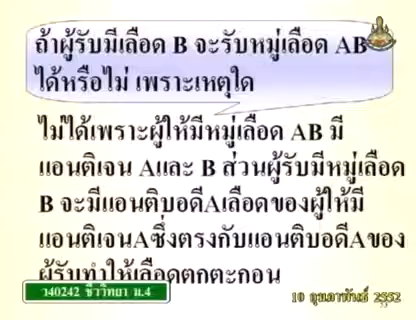 ถ้าผู้รับมีเลือด B จะรับหมู่เลือด AB
ได้หรือไม่ เพราะเหตุใด
ไม่ได้เพราะผู้ให้มีหมู่เลือด AB มี
แอนติเจน Aและ B ส่วนผู้รับมีหมู่เลือด
B จะมีแอนติบอดีAเลือดของผู้ให้มี
แอนติเจนAซึ่งตรงกับแอนติบอดีAของ
ผู้รับทำให้เลือดตกตะกอน
ว40242 ชีววิทยา ม.4
10 กุมภาพันธ์ 2552